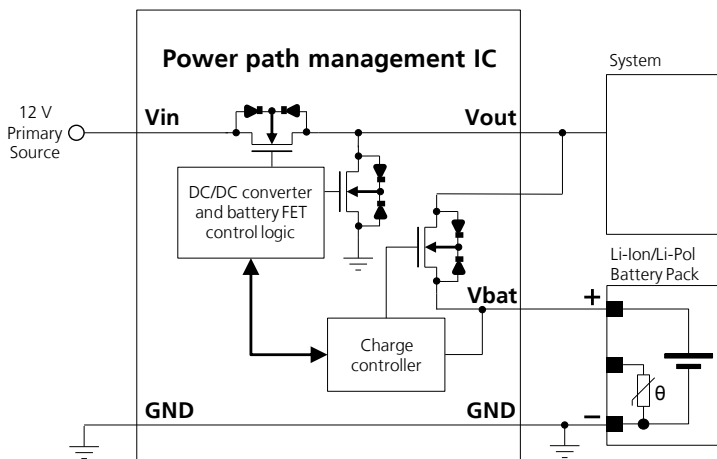 Power path management IC
System
12 V
Primary
Source
Vin
Vout
DC/DC converter
and battery FET
control logic
Li-Ion/Li-Pol
Battery Pack
Vbat
+
Charge
controller
θ
GND
GND
−